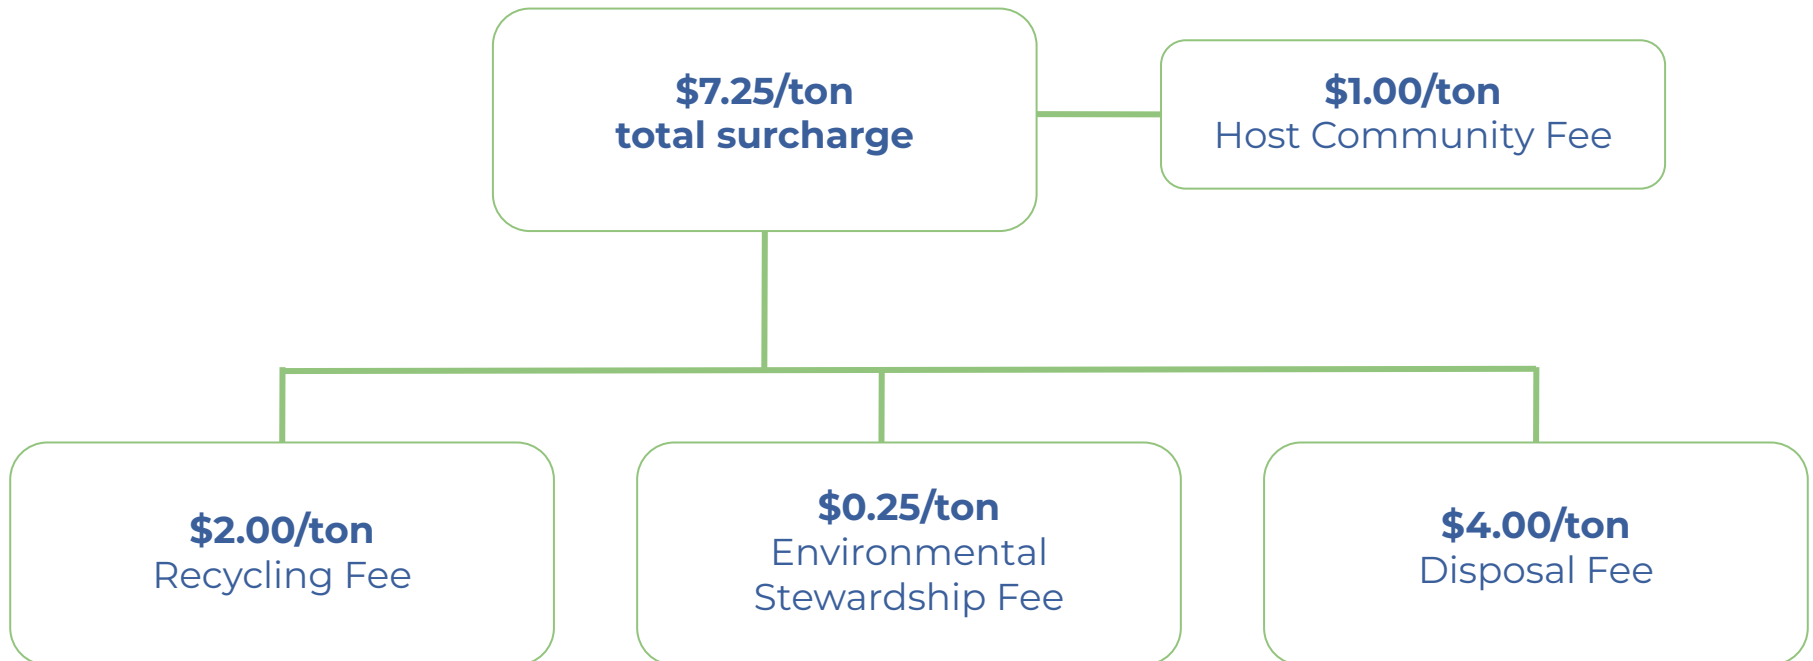 $7.25/ton
total surcharge
$1.00/ton
Host Community Fee
$2.00/ton
Recycling Fee
$0.25/ton
Environmental
Stewardship Fee
$4.00/ton
Disposal Fee